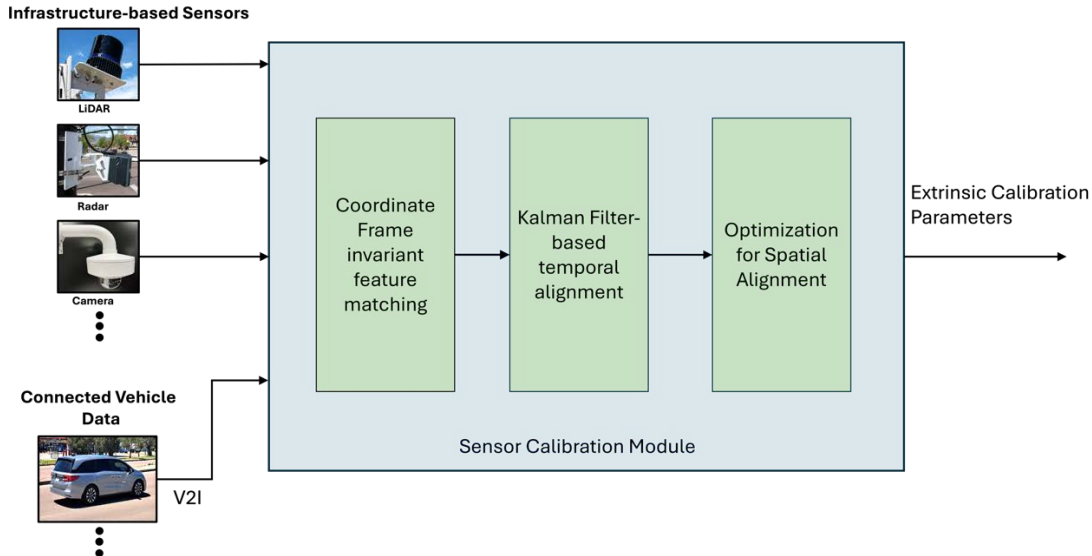 Infrastructure-based Sensors
LiDAR
Radar
Camera
Connected Vehicle
Data
V2I
Coordinate
Frame
invariant
feature
matching
Kalman Filter-
based
temporal
alignment
Optimization
for Spatial
Alignment
Sensor Calibration Module
Extrinsic Calibration
Parameters